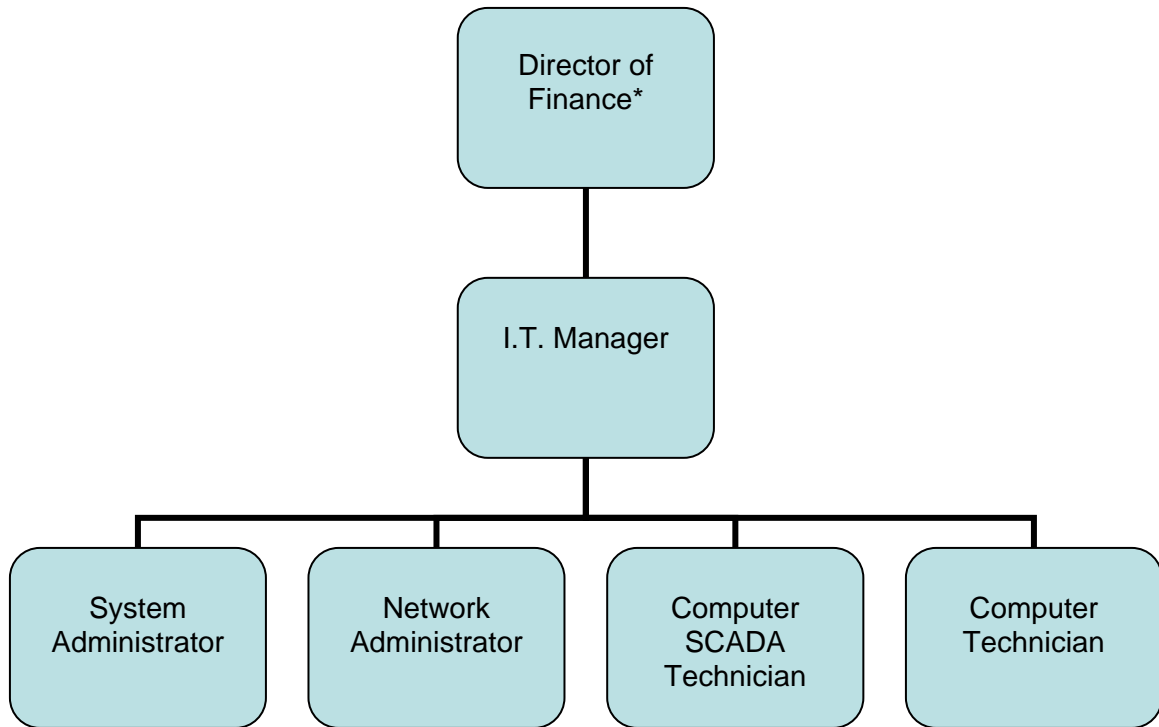 Director of
Finance*
I.T. Manager
System
Administrator
Network
Administrator
Computer
SCADA
Technician
Computer
Technician